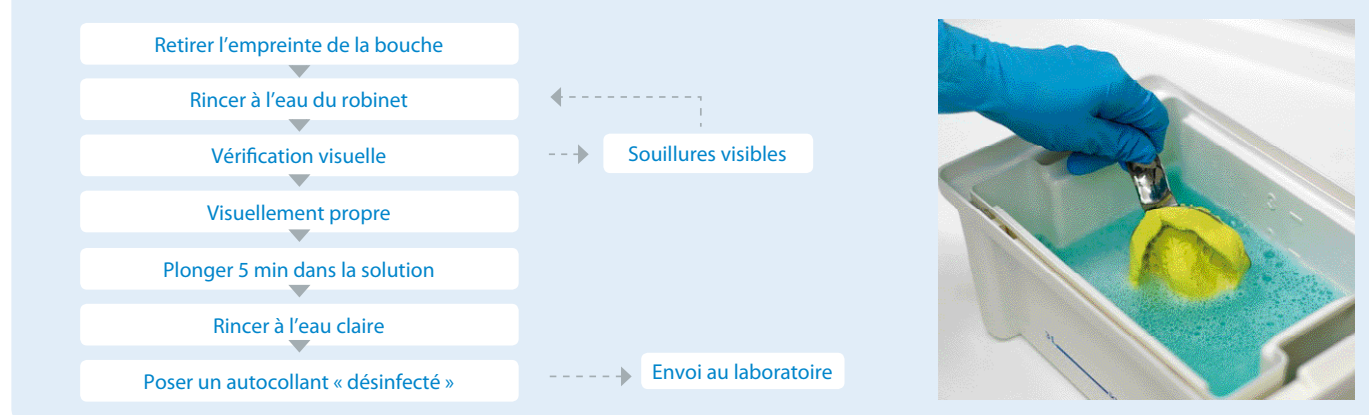 Retirer l’empreinte de la bouche
Rincer à l’eau du robinet
Vérification visuelle
Souillures visibles
Visuellement propre
Plonger 5 min dans la solution
Rincer à l’eau claire
Poser un autocollant « désinfecté »
Envoi au laboratoire